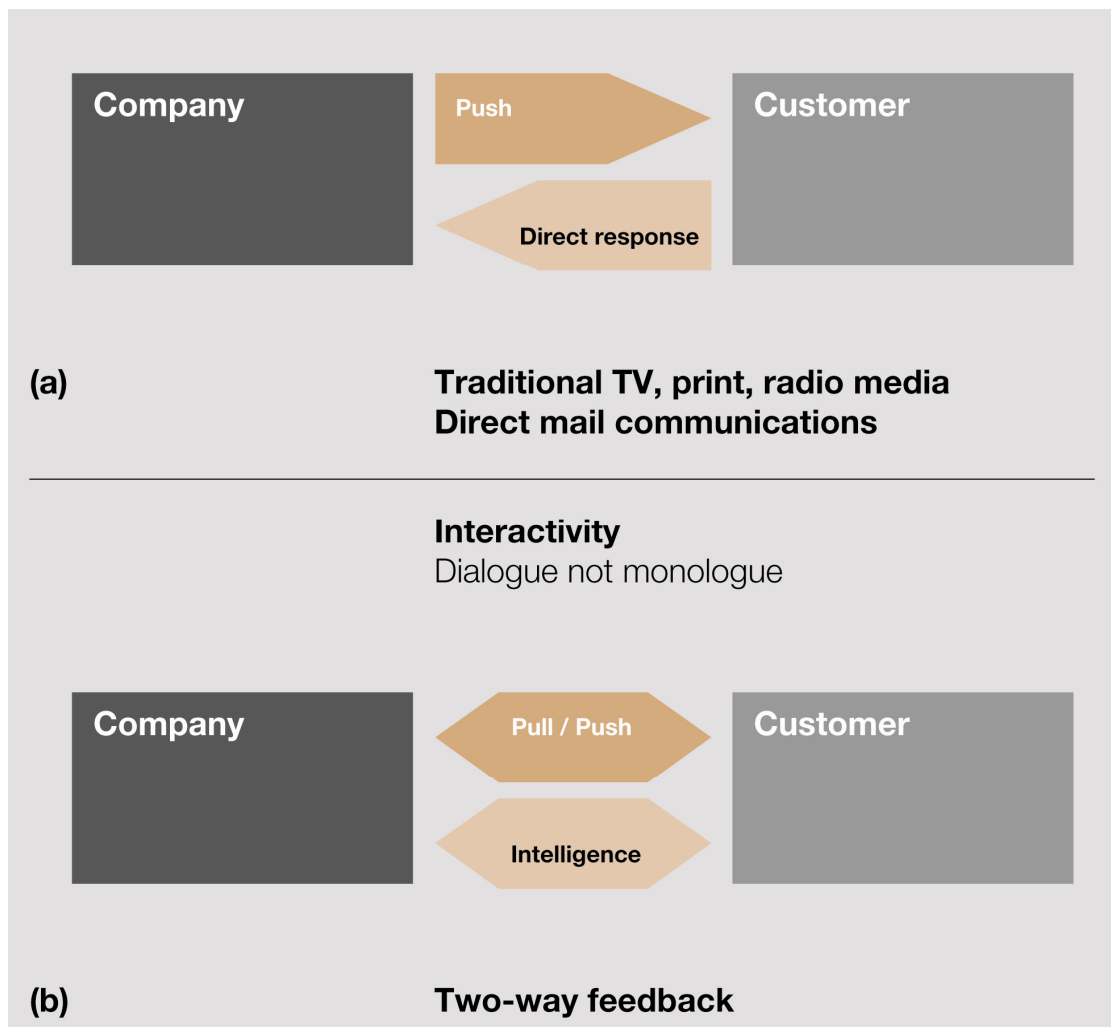 Company
Push
Customer
Direct response
(a)
Traditional TV, print, radio media
Direct mail communications
Interactivity
Dialogue not monologue
Company
Pull / Push
Customer
Intelligence
(b)
Two-way feedback